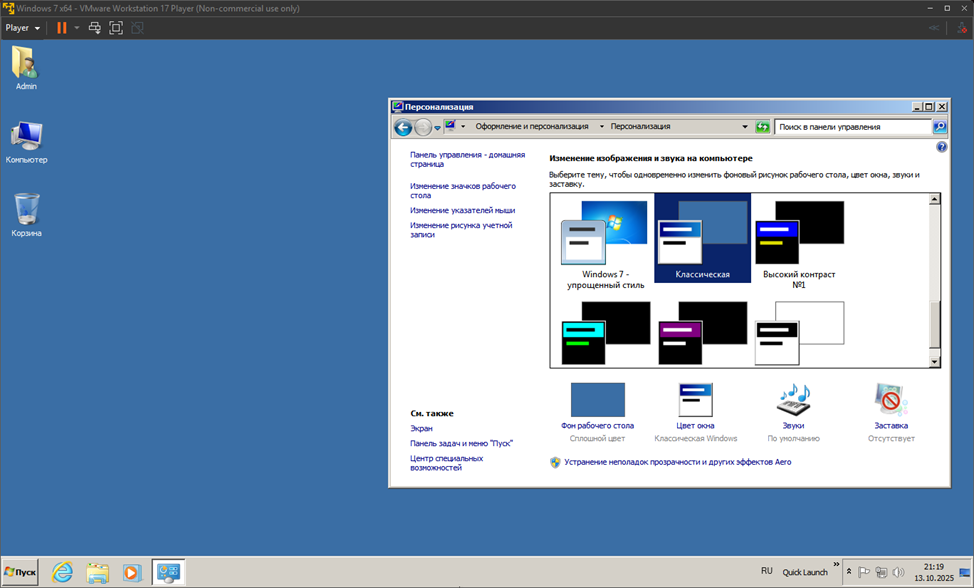 Windows 7 x64 - VMware Workstation 17 Player (Non-commercial use only)
Player
Admin
Компьютер
Корзина
Персонализация
Оформление и персонализация
Персонализация
Поиск в панели управления
Панель управления - домашняя
страница
Изменение значков рабочего
стола
Изменение указателей мыши
Изменение рисунка учетной
записи
Изменение изображения и звука на компьютере
Выберите тему, чтобы одновременно изменить фоновый рисунок рабочего стола, цвет окна, звуки и
заставку.
Windows 7 -
упрощенный стиль
Классическая
Высокий контраст
№1
Фон рабочего стола
Сплошной цвет
Цвет окна
Классическая Windows
Звуки
По умолчанию
Заставка
Отсутствует
Устранение неполадок прозрачности и других эффектов Aero
См. также
Экран
Панель задач и меню "Пуск"
Центр специальных
возможностей
Пуск
RU
Quick Launch
21:19
13.10.2025